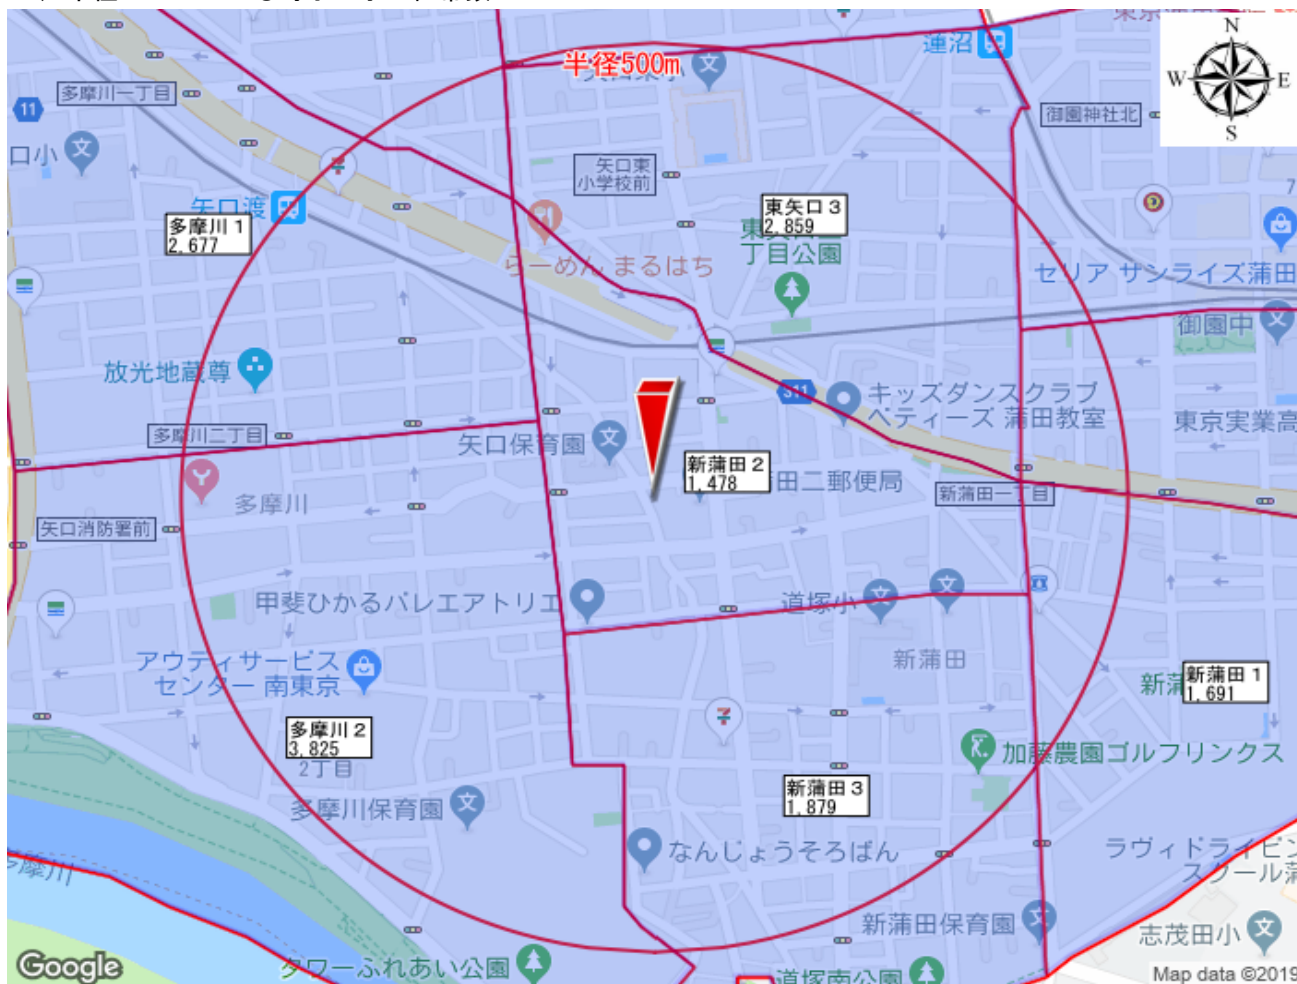 半径500m
蓮沼
N
W
E
S
多摩川一丁目
11
口小
御園神社北
矢口東
小学校前
矢口渡
多摩川1
2,677
東矢口3
2,859
丁目公園
らーめん まるはち
7
セリア サンライズ蒲田
御園中
放光地蔵尊
311
キッズダンスクラブ
ペティーズ 蒲田教室
東京実業高
多摩川二丁目
矢口保育園
新蒲田2
1,478
田二郵便局
新蒲田一丁目
多摩川
矢口消防署前
甲斐ひかるバレエアトリエ
道塚小
アウティサービス
センター 南東京
新蒲田
新蒲田1
1,691
多摩川2
3,825
2丁目
加藤農園ゴルフリンクス
新蒲田3
1,879
多摩川保育園
なんじょうそろばん
ラヴィドライビン
スクール蒲
多摩川
新蒲田保育園
志茂田小
Google
タワーふれあい公園
道塚南公園
Map data ©2019